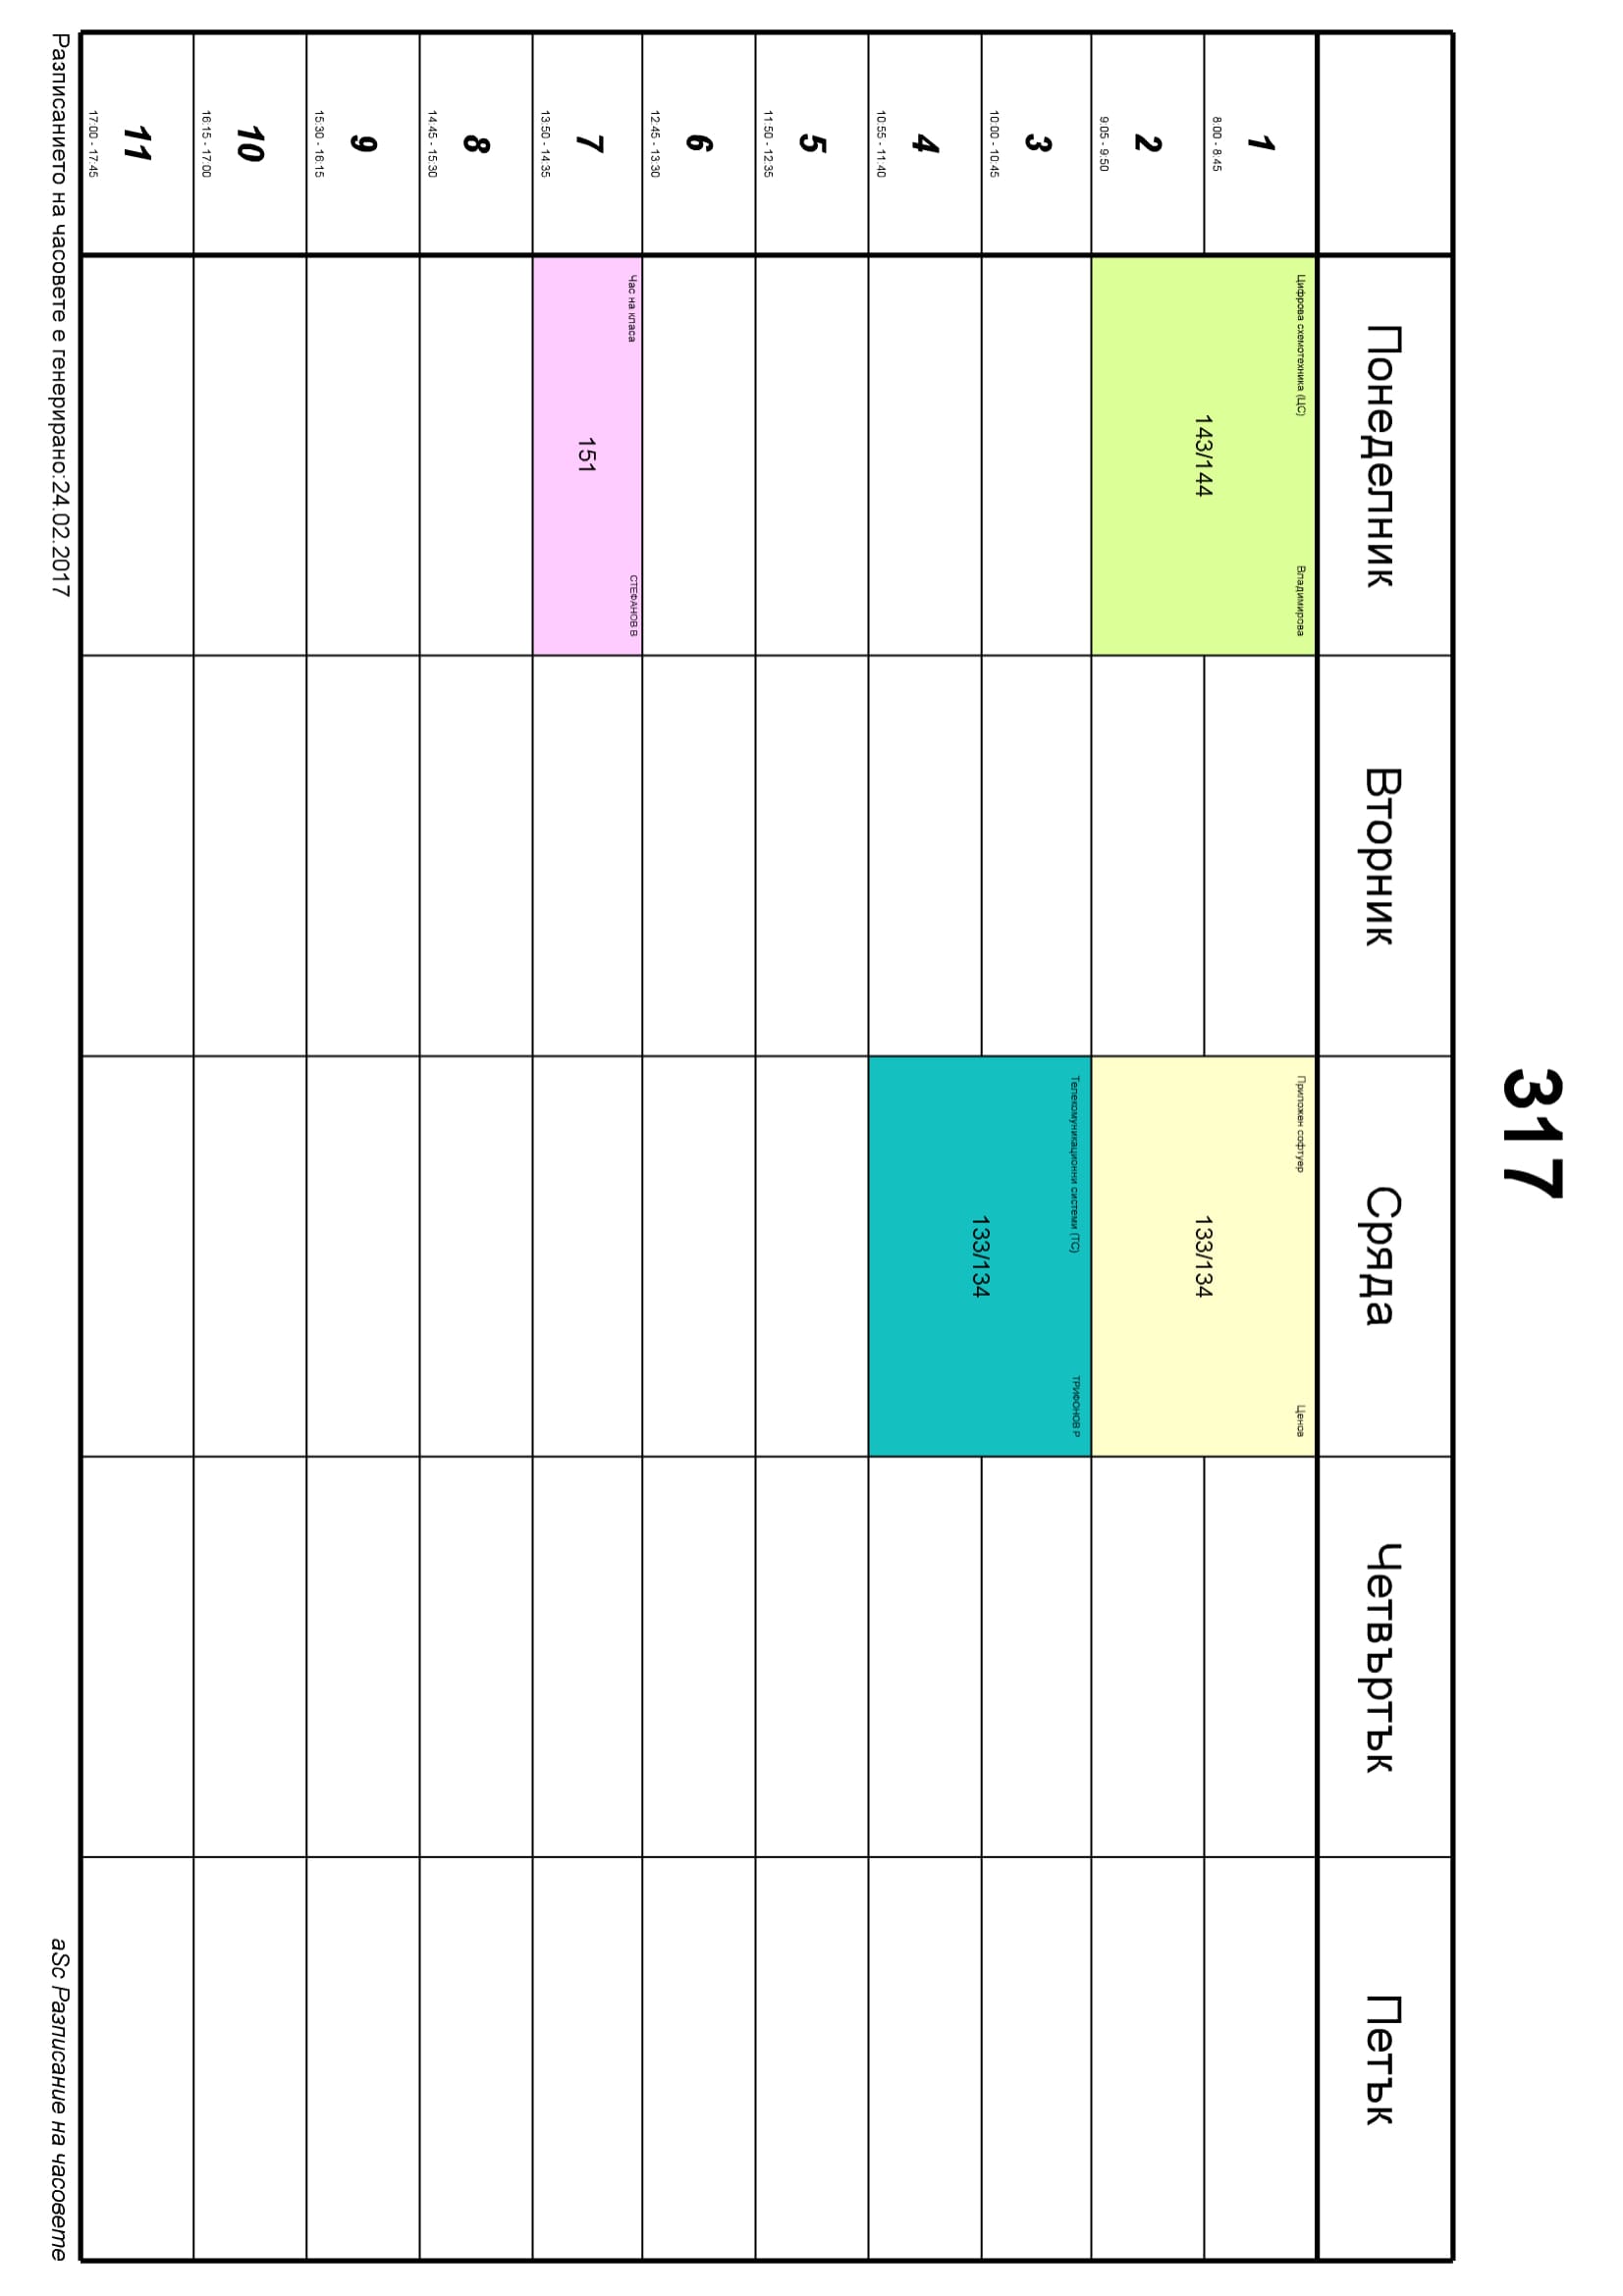 317
Понеделник
Вторник
Сряда
Четвъртък
Петък
1
8:00 - 8:45
Цифрова схемотехника (ЦС)
Владимирова
143/144
Приложен софтуер
Ценов
133/134
2
9:05 - 9:50
3
10:00 - 10:45
Телекомуникационни системи (ТС)
ТРИФОНОВ Р
133/134
4
10:55 - 11:40
5
11:50 - 12:35
6
12:45 - 13:30
7
13:50 - 14:35
Час на класа
СТЕФАНОВ В
151
8
14:45 - 15:30
9
15:30 - 16:15
10
16:15 - 17:00
11
17:00 - 17:45
Разписанието на часовете е генерирано:24.02.2017
aSc Разписание на часовете